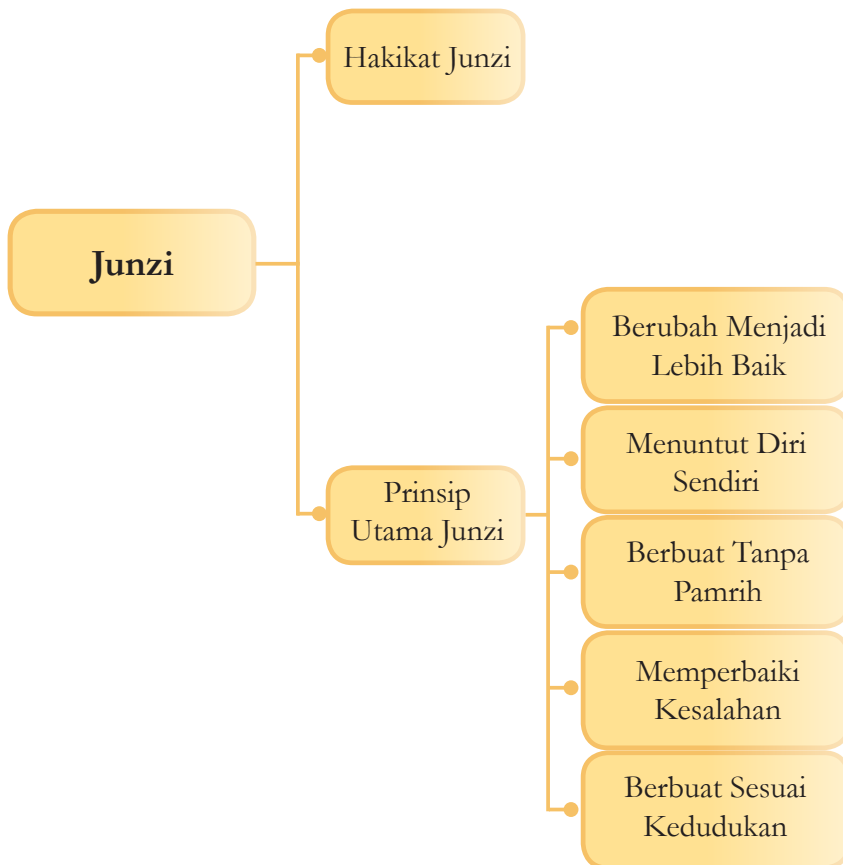 Hakikat Junzi
Junzi
Prinsip
Utama Junzi
Berubah Menjadi
Lebih Baik
Menuntut Diri
Sendiri
Berbuat Tanpa
Pamrih
Memperbaiki
Kesalahan
Berbuat Sesuai
Kedudukan